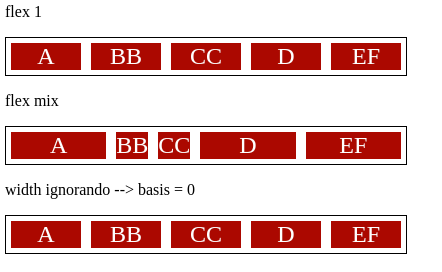 flex 1
A BB CC D EF
flex mix
A BB CC D EF
width ignorando --> basis = 0
A BB CC D EF